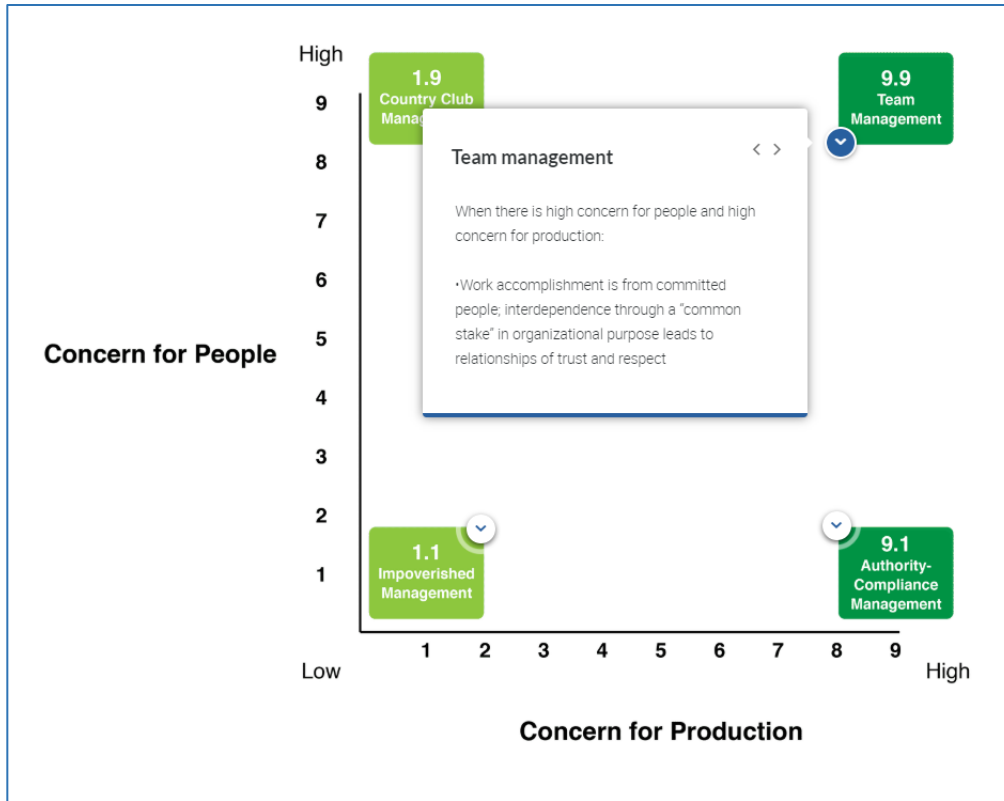 High
9
8
7
6
5
4
3
2
1
Low
Concern for People
1.9
Country Club
9.9
Team
Management
Team management
When there is high concern for people and high
concern for production:
•Work accomplishment is from committed
people; interdependence through a “common
stake” in organizational purpose leads to
relationships of trust and respect
1.1
Impoverished
Management
9.1
Authority-
Compliance
Management
1 2 3 4 5 6 7 8 9
High
Concern for Production